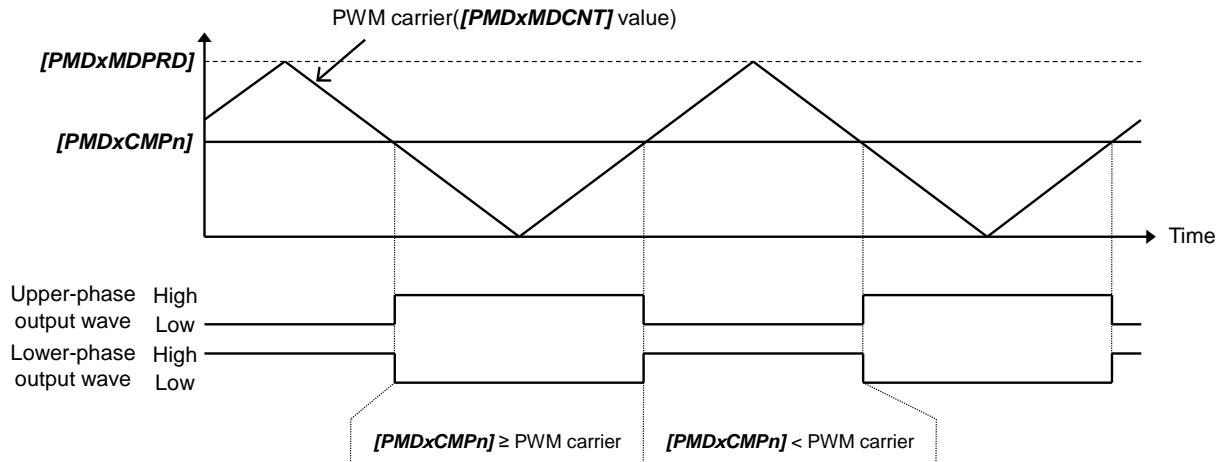 PWM carrier([PMDxMDCNT] value)
[PMDxMDPRD]
[PMDxCMPn]
Time
Upper-phase High
output wave Low
Lower-phase High
output wave Low
[PMDxCMPn] ≥ PWM carrier
[PMDxCMPn] < PWM carrier